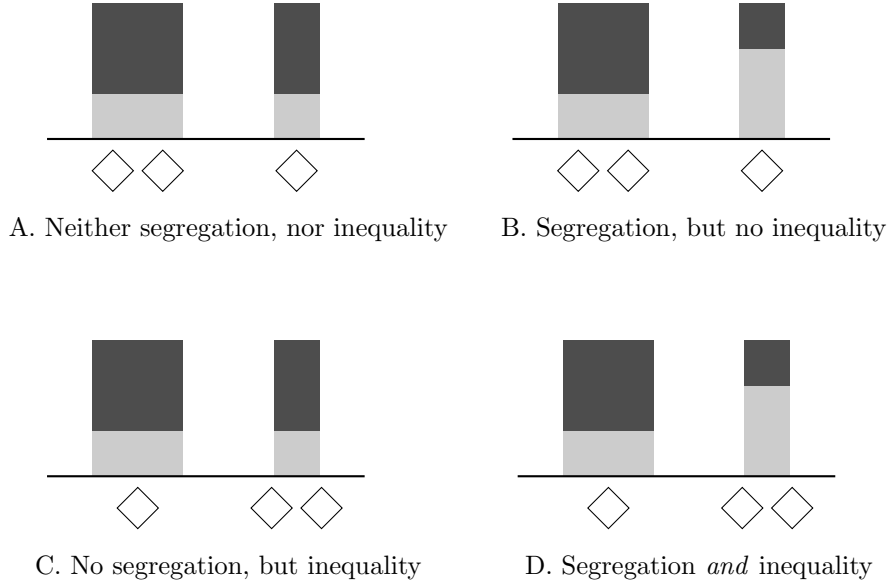 A. Neither segregation, nor inequality
B. Segregation, but no inequality
C. No segregation, but inequality
D. Segregation and inequality